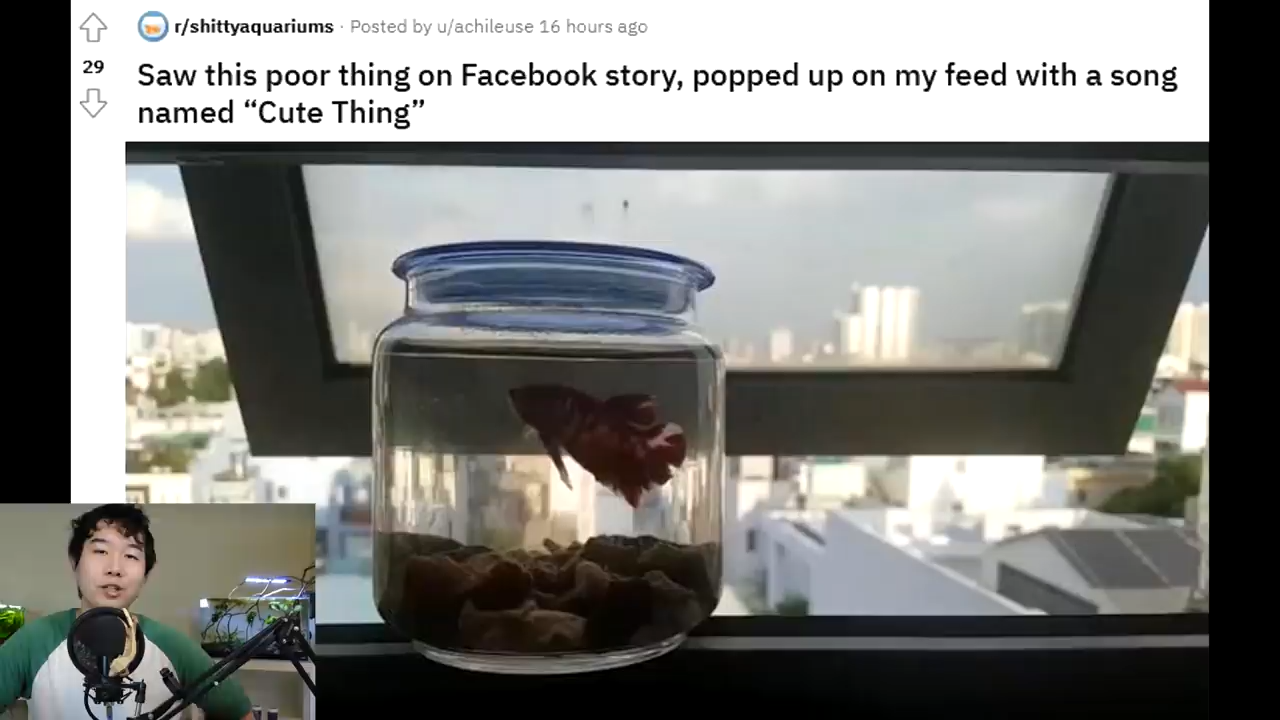 r/shittyaquariums · Posted by u/achileuse 16 hours ago
29
Saw this poor thing on Facebook story, popped up on my feed with a song
named “Cute Thing”